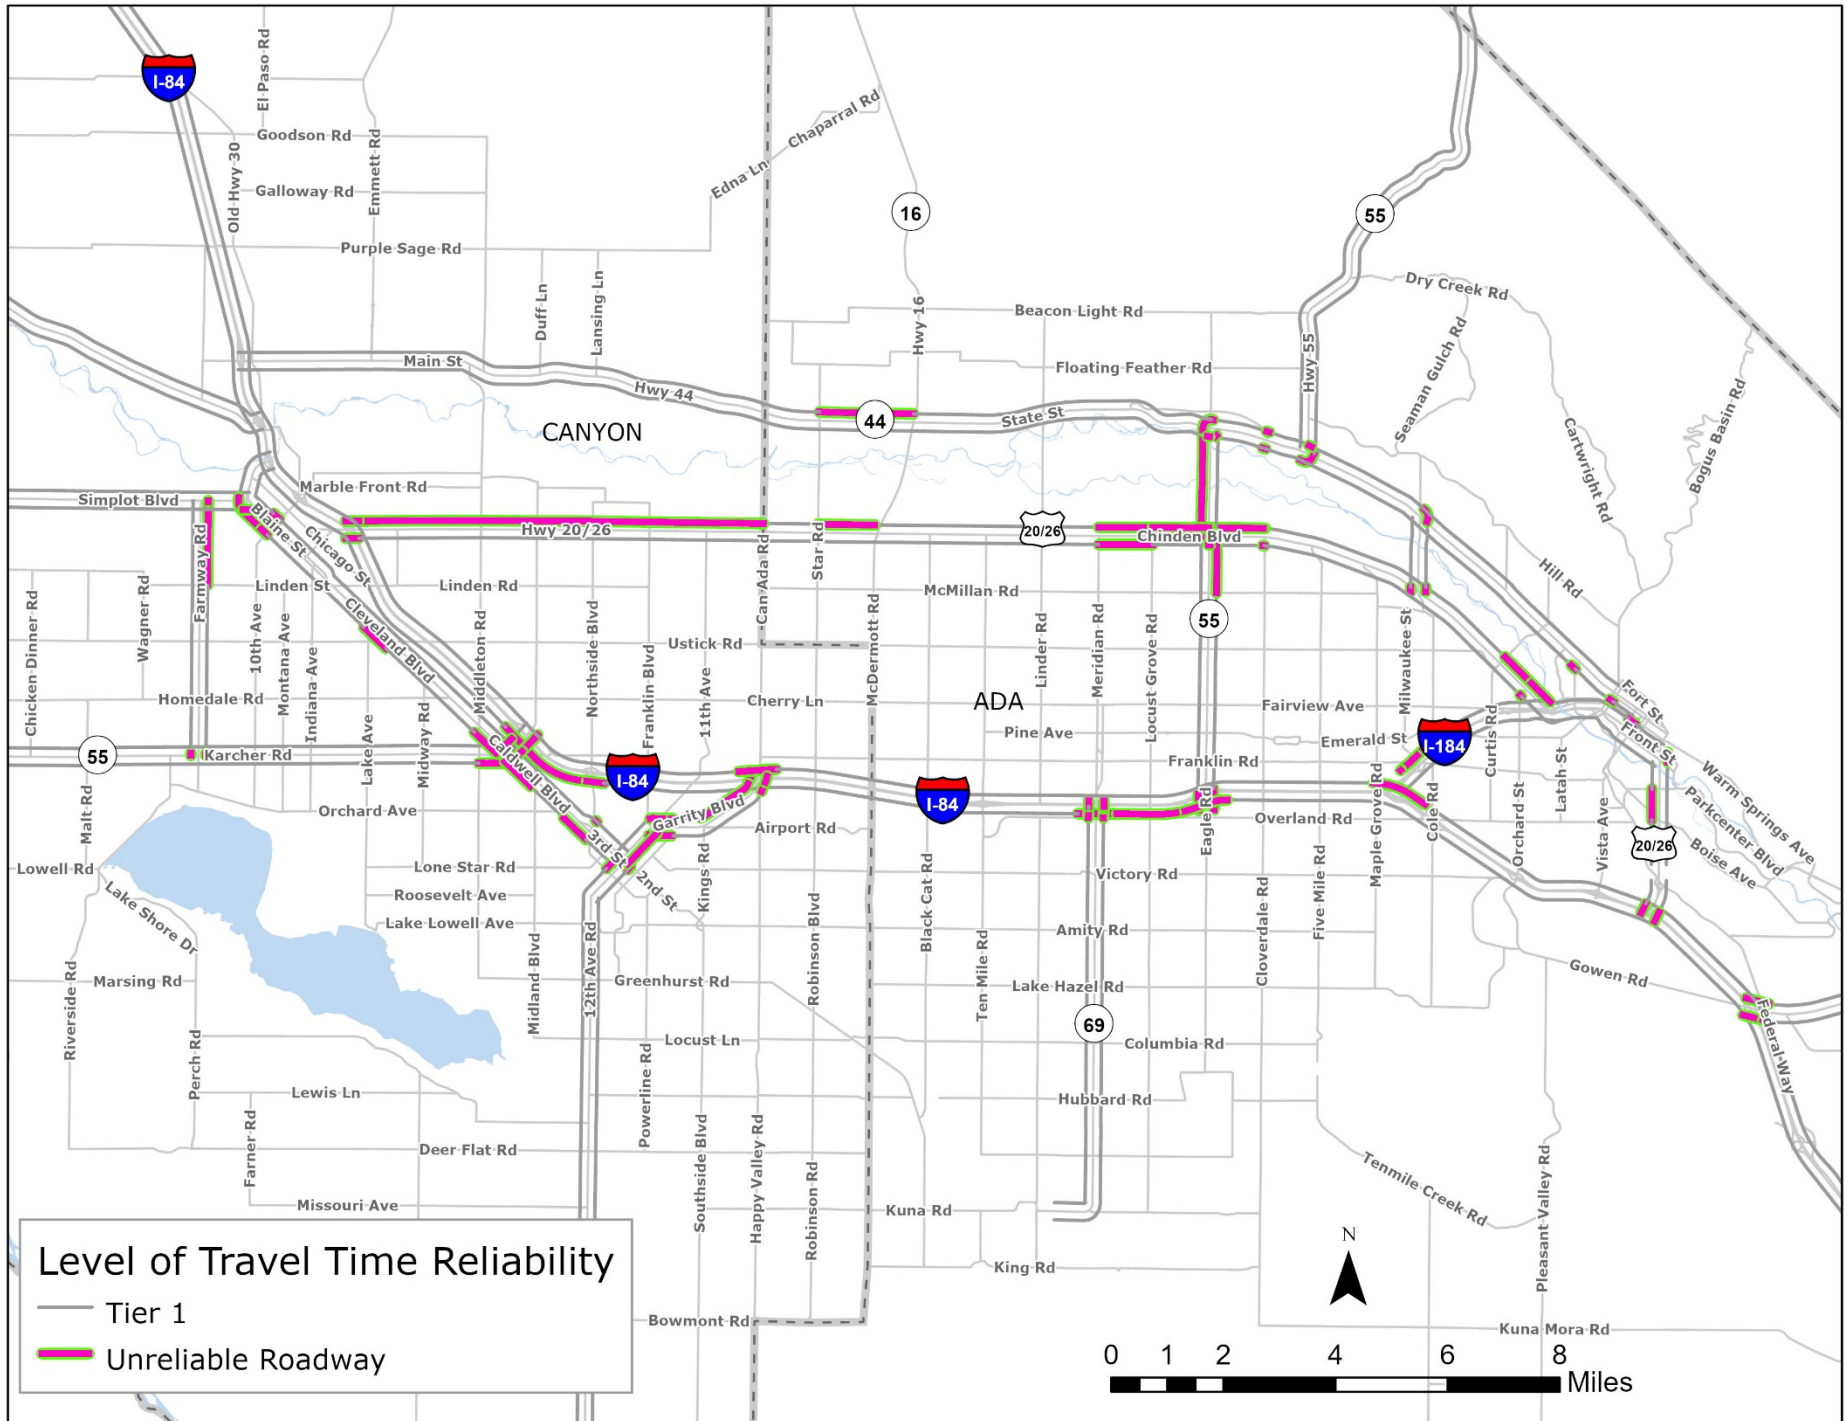 I-84
El Paso Rd
Goodson Rd
Old Hwy 30
Emmett Rd
Galloway Rd
Purple Sage Rd
Duff Ln
Lansing Ln
Edna Ln
Chaparral Rd
16
55
Dry Creek Rd
Beacon Light Rd
Hwy 16
Floating Feather Rd
Hwy 55
Seaman Gulch Rd
Cartwright Rd
Bogus Basin Rd
Main St
Hwy 44
44
State St
CANYON
Marble Front Rd
Simplot Blvd
Blaine St
Chicago St
Hwy 20/26
Can Ada Rd
Star Rd
20/26
Chinden Blvd
Hill Rd
Farmway Rd
Linden St
Linden Rd
McMillan Rd
Chicken Dinner Rd
Wagner Rd
10th Ave
Montana Ave
Indiana Ave
Cleveland Blvd
Middleton Rd
Northside Blvd
Franklin Blvd
11th Ave
Ustick Rd
McDermott Rd
Linder Rd
Meridian Rd
Locust Grove Rd
55
Milwaukee St
Homedale Rd
Cherry Ln
ADA
Fairview Ave
Pine Ave
Emerald St
I-184
Curtis Rd
Fort St
Front St
55
Karcher Rd
Lake Ave
Midway Rd
Caldwell Blvd
I-84
I-84
Franklin Rd
Maple Grove Rd
Cole Rd
Latah St
Warm Springs Ave
Parkcenter Blvd
Malt Rd
Orchard Ave
3rd St
Garrity Blvd
Airport Rd
Eagle Rd
Overland Rd
Orchard St
Vista Ave
20/26
Boise Ave
Lowell Rd
Lone Star Rd
2nd St
Kings Rd
Victory Rd
Lake Shore Dr
Roosevelt Ave
Lake Lowell Ave
Robinson Blvd
Black Cat Rd
Amity Rd
Cloverdale Rd
Five Mile Rd
Riverside Rd
Marsing Rd
Midland Blvd
12th Ave Rd
Greenhurst Rd
Ten Mile Rd
Lake Hazel Rd
Gowen Rd
69
Perch Rd
Locust Ln
Columbia Rd
Federal Way
Lewis Ln
Powerline Rd
Hubbard Rd
Farner Rd
Deer Flat Rd
Southside Blvd
Happy Valley Rd
Robinson Rd
Tenmile Creek Rd
Pleasant Valley Rd
Missouri Ave
Kuna Rd
King Rd
Bowmont Rd
Kuna Mora Rd
N
Level of Travel Time Reliability
Tier 1
Unreliable Roadway
0 1 2 4 6 8
Miles